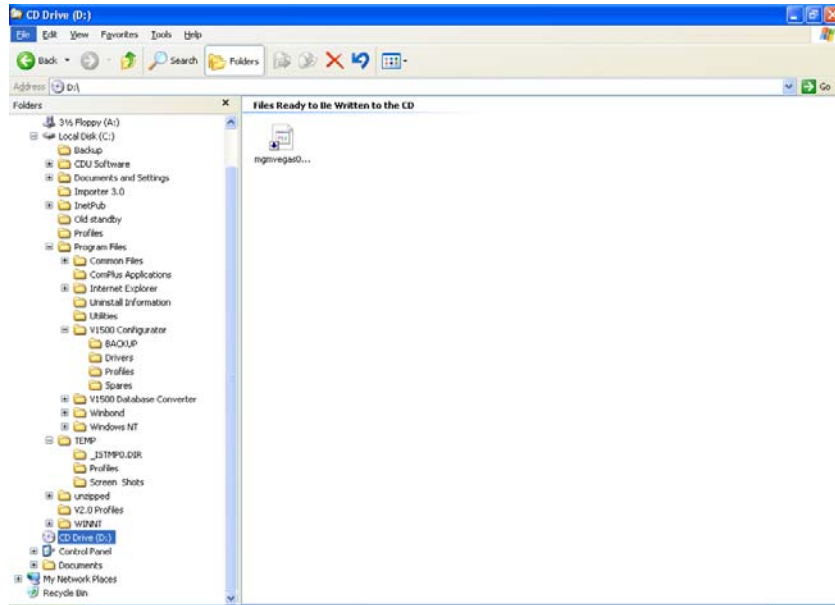 CD Drive (D:)
File Edit View Favorites Tools Help
Back Search Folders
Address D:\ Go
Folders x
Files Ready to Be Written to the CD
3½ Floppy (A:)
Local Disk (C:)
Backup
CDU Software
Documents and Settings
Importer 3.0
InetPub
Old standby
Profiles
Program Files
Common Files
ComPlus Applications
Internet Explorer
Uninstall Information
Utilities
V1500 Configurator
BACKUP
Drivers
Profiles
Spares
V1500 Database Converter
Winbond
Windows NT
TEMP
_ISTMP0.DIR
Profiles
Screen Shots
unzipped
V2.0 Profiles
WINNT
CD Drive (D:)
Control Panel
Documents
My Network Places
Recycle Bin
mgmvegas0...